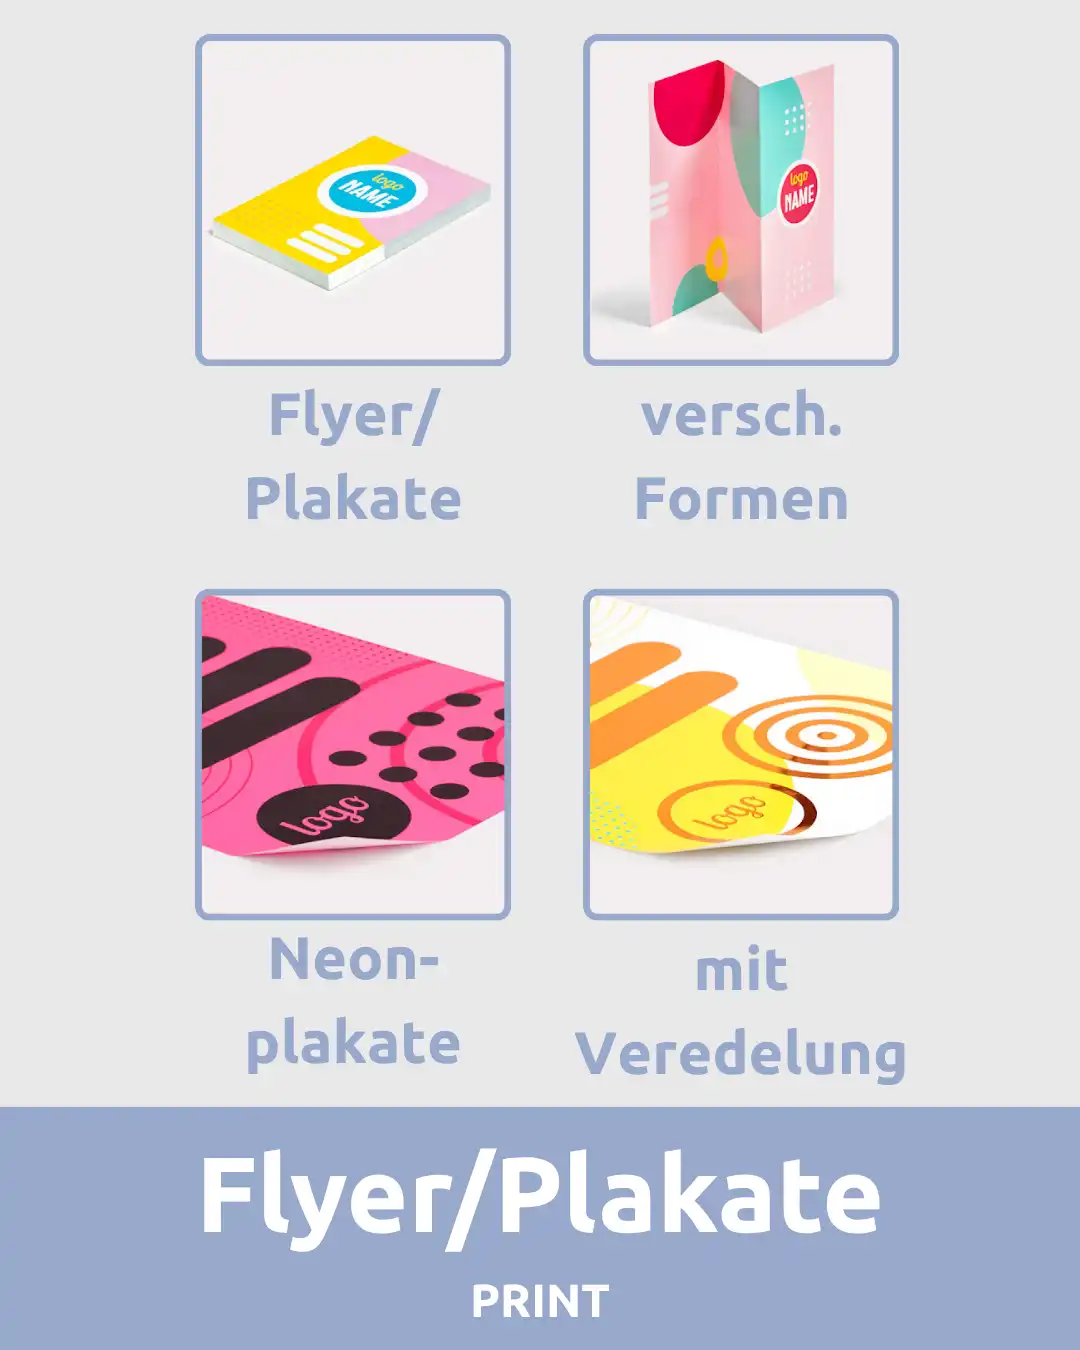 logo
NAME
logo
NAME
Flyer/
Plakate
versch.
Formen
logo
logo
Neon-
plakate
mit
Veredelung
Flyer/Plakate
PRINT